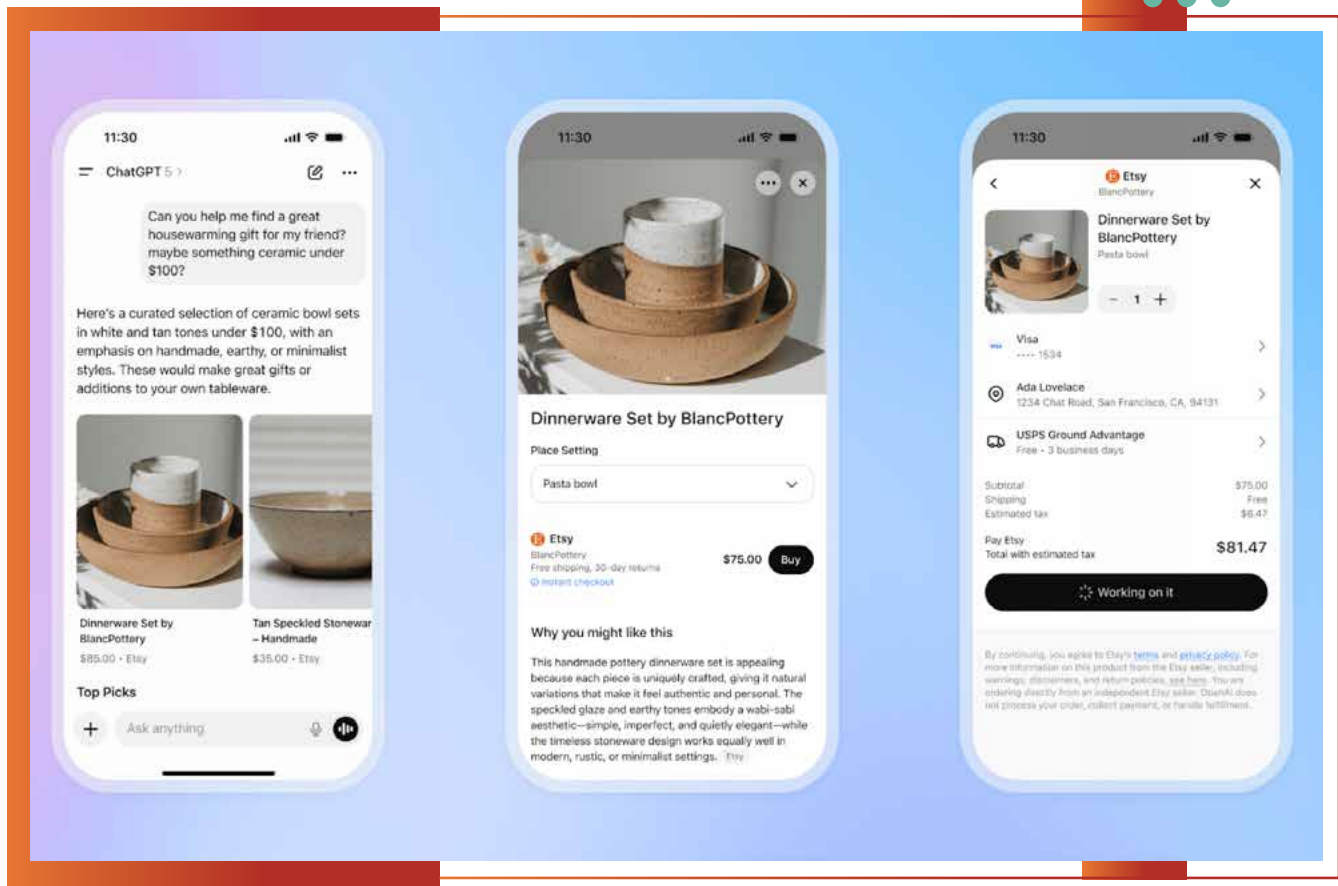 11:30
ChatGPT 5 >
Can you help me find a great
housewarming gift for my friend?
maybe something ceramic under
$100?
Here's a curated selection of ceramic bowl sets
in white and tan tones under $100, with an
emphasis on handmade, earthy, or minimalist
styles. These would make great gifts or
additions to your own tableware.
Dinnerware Set by
BlancPottery
$85.00 • Etsy
Tan Speckled Stonewar
– Handmade
$35.00 • Etsy
Top Picks
Ask anything
11:30
Dinnerware Set by BlancPottery
Place Setting
Pasta bowl
Etsy
BlancPottery
Free shipping, 30-day returns
Instant checkout
$75.00
Buy
Why you might like this
This handmade pottery dinnerware set is appealing
because each piece is uniquely crafted, giving it natural
variations that make it feel authentic and personal. The
speckled glaze and earthy tones embody a wabi-sabi
aesthetic—simple, imperfect, and quietly elegant—while
the timeless stoneware design works equally well in
modern, rustic, or minimalist settings. Etsy
11:30
Etsy
BlancPottery
Dinnerware Set by
BlancPottery
Pasta bowl
− 1 +
VISA
Visa
•••• 1534
Ada Lovelace
1234 Chat Road, San Francisco, CA, 94131
USPS Ground Advantage
Free • 3 business days
Subtotal $75.00
Shipping Free
Estimated tax $6.47
Pay Etsy
Total with estimated tax
$81.47
Working on it
By continuing, you agree to Etsy's terms and privacy policy. For
more information on this product from the Etsy seller, including
warnings, disclaimers, and return policies, see here. You are
ordering directly from an independent Etsy seller. OpenAI does
not process your order, collect payment, or handle fulfillment.